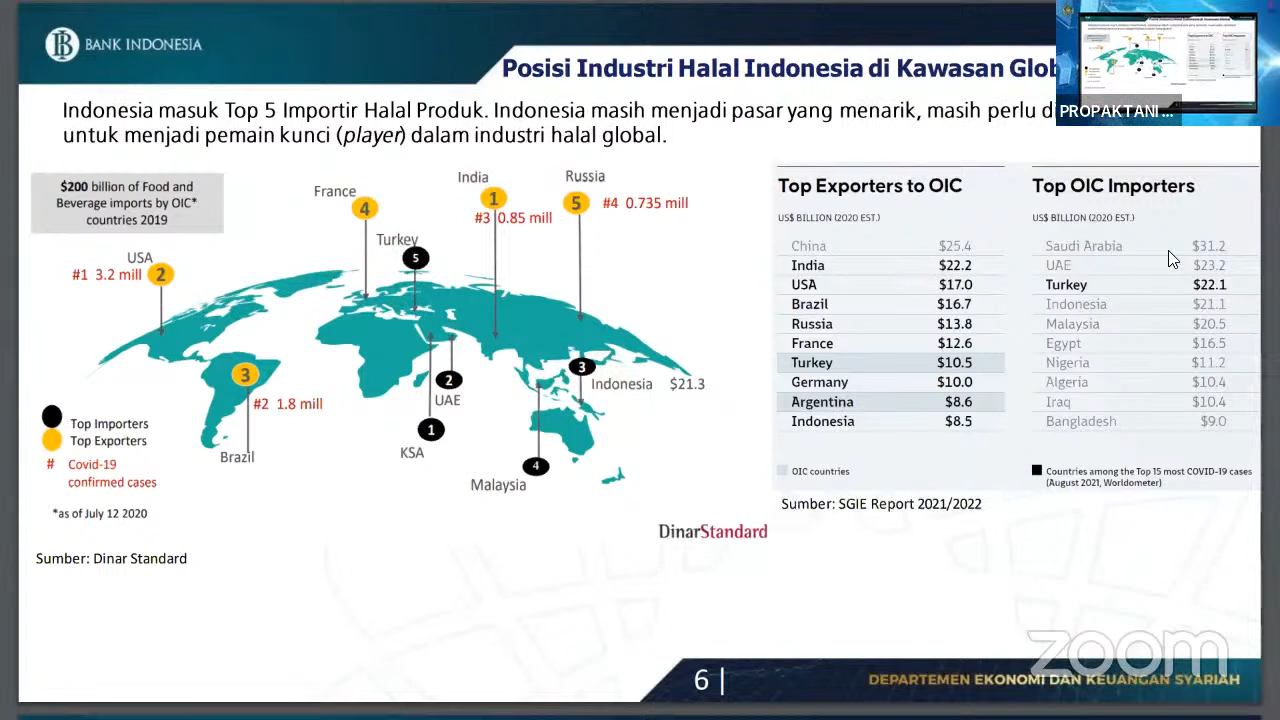 BANK INDONESIA
Posisi Industri Halal Indonesia di Kawasan Glob
PROPAKTANI ...
Indonesia masuk Top 5 Importir Halal Produk. Indonesia masih menjadi pasar yang menarik, masih perlu d
untuk menjadi pemain kunci (player) dalam industri halal global.
$200 billion of Food and
Beverage imports by OIC*
countries 2019
USA
#1 3.2 mill
2
France
4
Turkey
5
India
1
#3 0.85 mill
Russia
5
#4 0.735 mill
3
#2 1.8 mill
Brazil
2
UAE
1
KSA
3
Indonesia $21.3
4
Malaysia
Top Importers
Top Exporters
# Covid-19
confirmed cases
*as of July 12 2020
DinarStandard
Sumber: Dinar Standard
Top Exporters to OIC
US$ BILLION (2020 EST.)
China $25.4
India $22.2
USA $17.0
Brazil $16.7
Russia $13.8
France $12.6
Turkey $10.5
Germany $10.0
Argentina $8.6
Indonesia $8.5
OIC countries
Top OIC Importers
US$ BILLION (2020 EST.)
Saudi Arabia $31.2
UAE $23.2
Turkey $22.1
Indonesia $21.1
Malaysia $20.5
Egypt $16.5
Nigeria $11.2
Algeria $10.4
Iraq $10.4
Bangladesh $9.0
Countries among the Top 15 most COVID-19 cases
(August 2021, Worldometer)
Sumber: SGIE Report 2021/2022
zoom
6 |
DEPARTEMEN EKONOMI DAN KEUANGAN SYARIAH